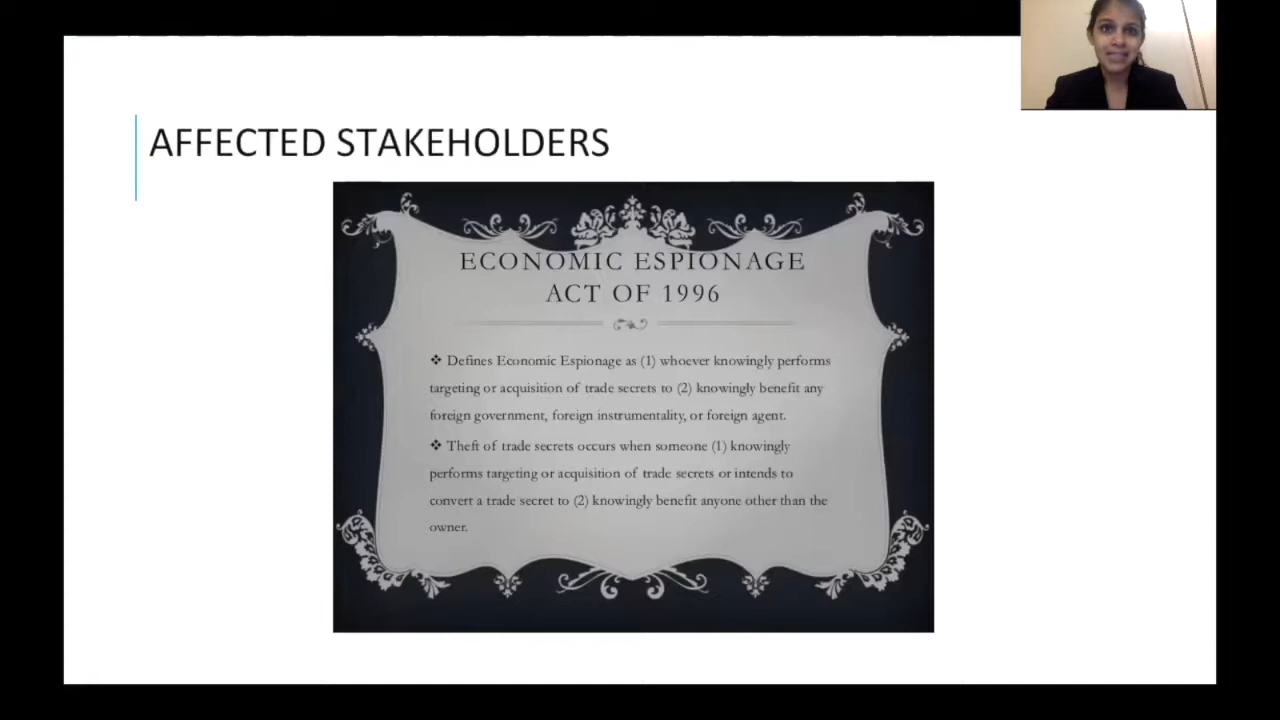 AFFECTED STAKEHOLDERS
ECONOMIC ESPIONAGE
ACT OF 1996
❖ Defines Economic Espionage as (1) whoever knowingly performs
targeting or acquisition of trade secrets to (2) knowingly benefit any
foreign government, foreign instrumentality, or foreign agent.
❖ Theft of trade secrets occurs when someone (1) knowingly
performs targeting or acquisition of trade secrets or intends to
convert a trade secret to (2) knowingly benefit anyone other than the
owner.